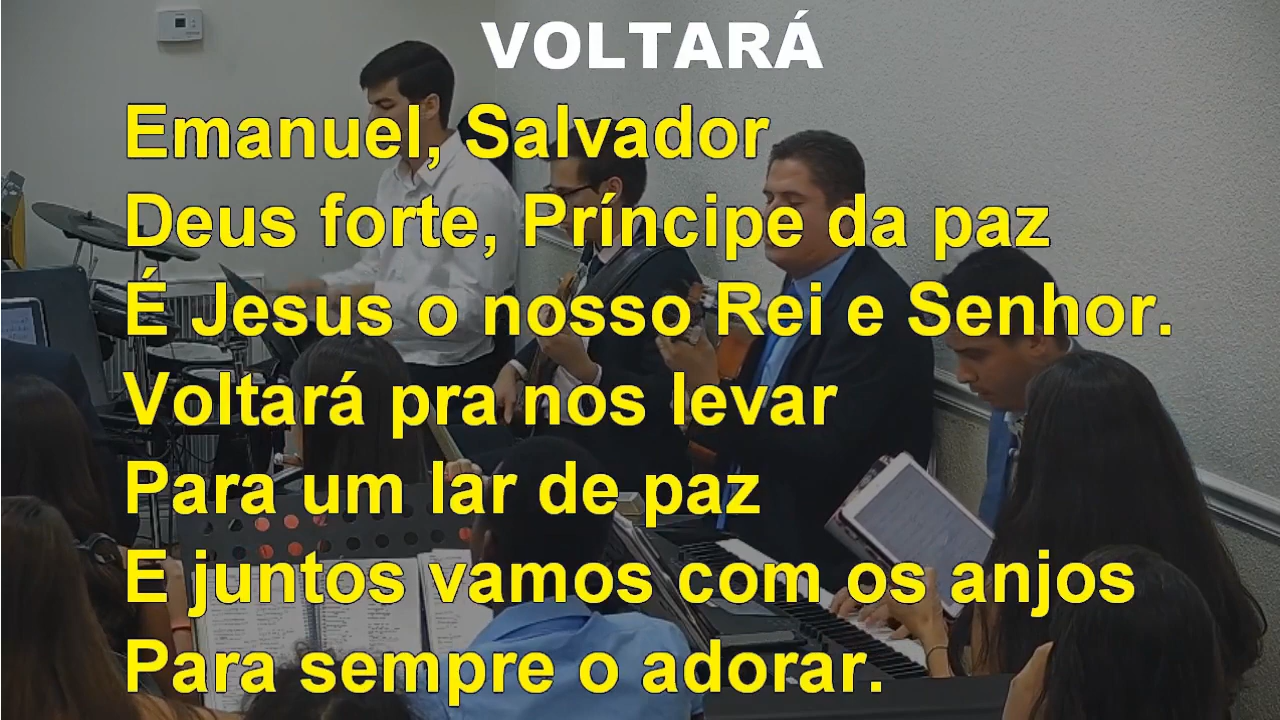 VOLTARÁ
Emanuel, Salvador
Deus forte, Príncipe da paz
É Jesus o nosso Rei e Senhor.
Voltará pra nos levar
Para um lar de paz
E juntos vamos com os anjos
Para sempre o adorar.